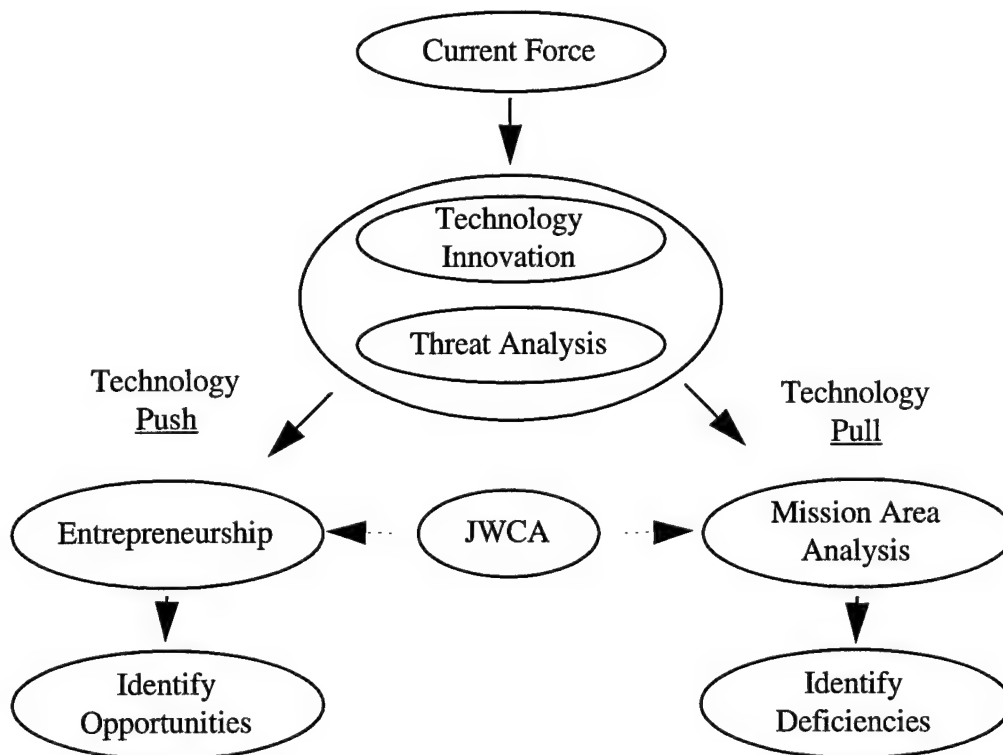 Current Force
Technology
Innovation
Threat Analysis
Technology
Push
Technology
Pull
Entrepreneurship
JWCA
Mission Area
Analysis
Identify
Opportunities
Identify
Deficiencies